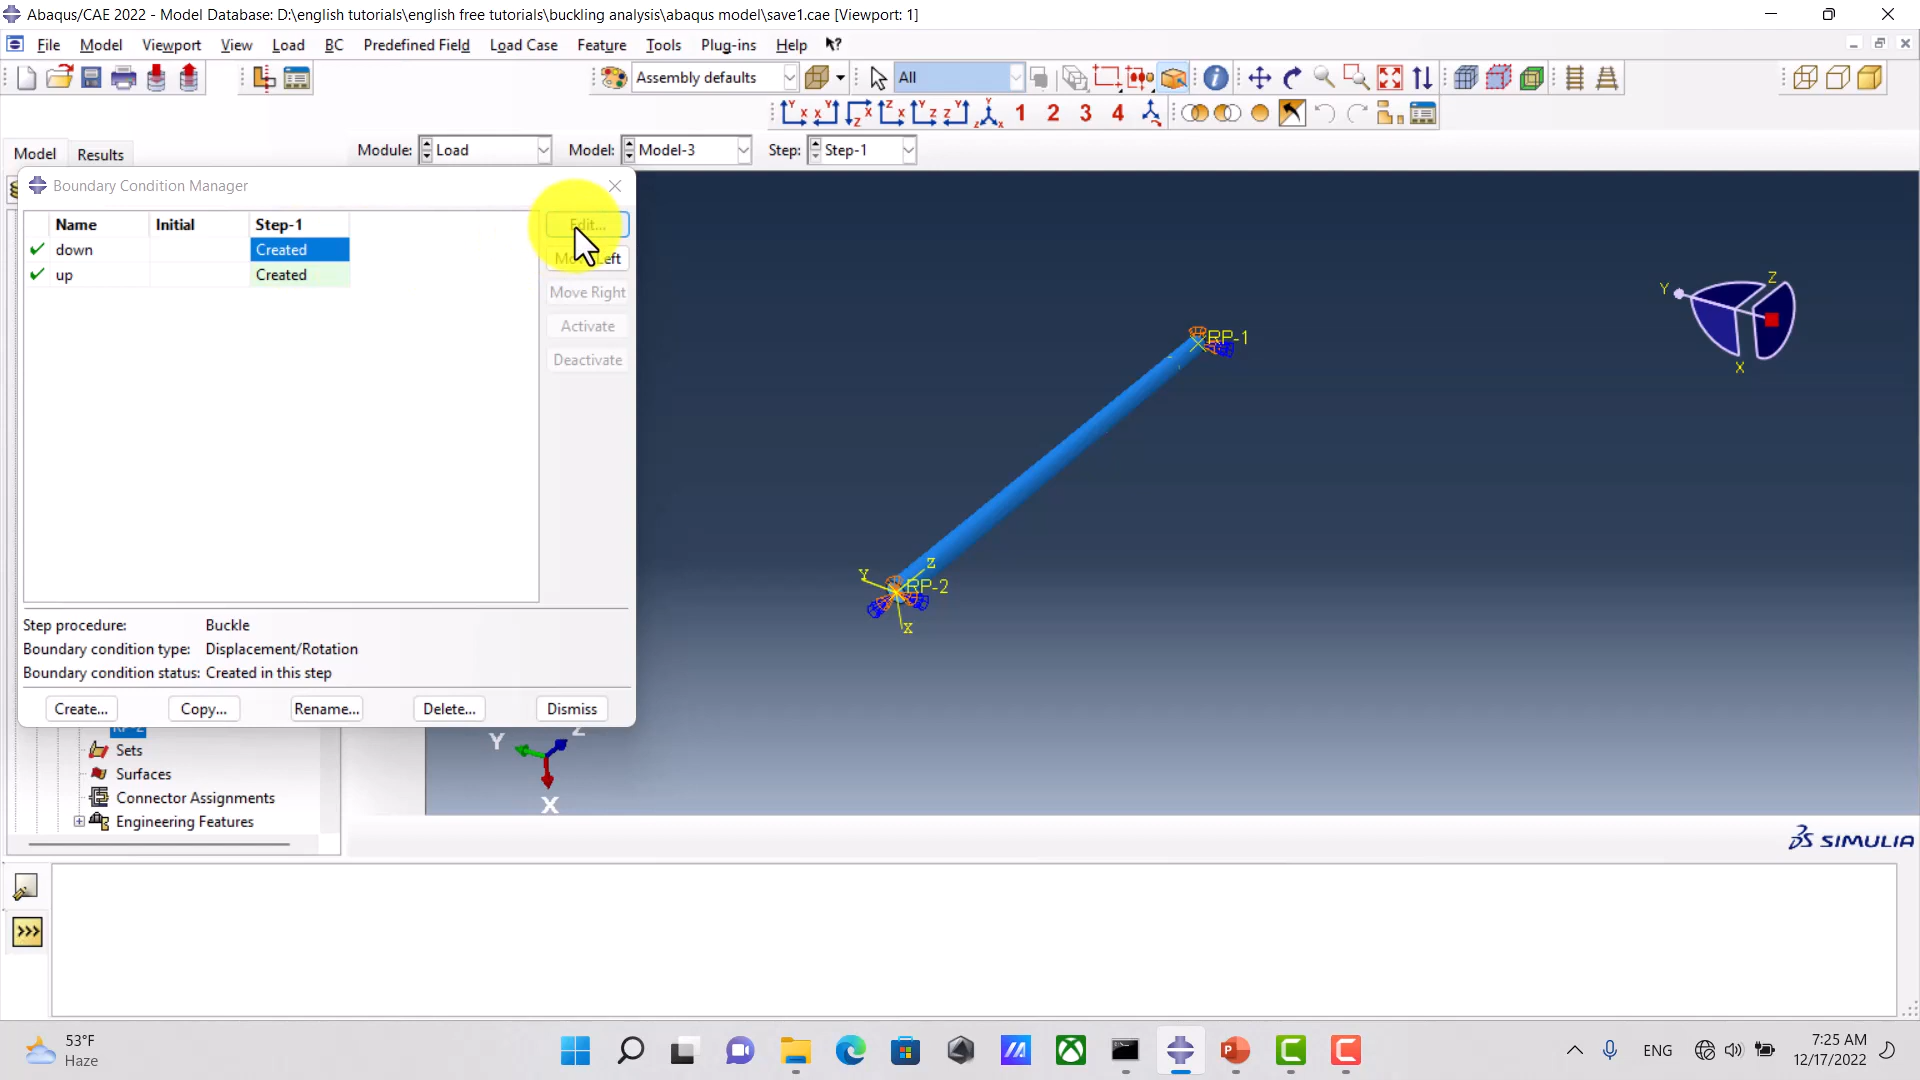 Abaqus/CAE 2022 - Model Database: D:\english tutorials\english free tutorials\buckling analysis\abaqus model\save1.cae [Viewport: 1]
File Model Viewport View Load BC Predefined Field Load Case Feature Tools Plug-ins Help
Assembly defaults All
1 2 3 4
Model Results Module: Load Model: Model-3 Step: Step-1
Boundary Condition Manager
Name Initial Step-1 Edit...
down Created
up Created
Move Right
Activate
Deactivate
Y Z X
RP-1
Y Z RP-2 X
Step procedure: Buckle
Boundary condition type: Displacement/Rotation
Boundary condition status: Created in this step
Create... Copy... Rename... Delete... Dismiss
RP-2
Sets
Surfaces
Connector Assignments
Engineering Features
Y Z X
SIMULIA
>>>
53°F
Haze
ENG
7:25 AM
12/17/2022